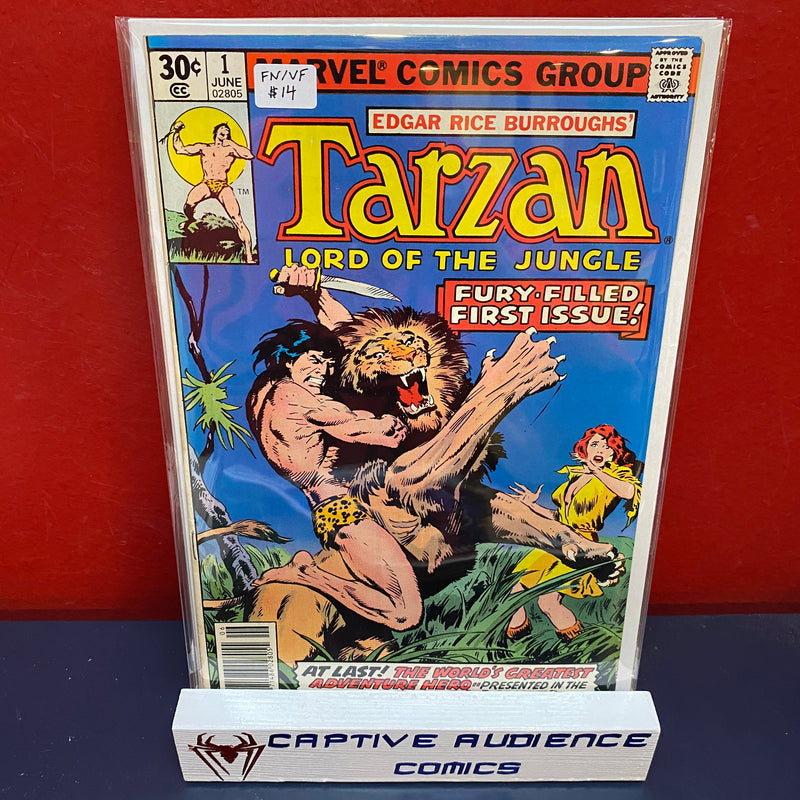 30¢
CC
1
JUNE
02805
FN/VF
$14
MARVEL® COMICS GROUP
APPROVED
BY THE
COMICS
CODE
AUTHORITY
TM
EDGAR RICE BURROUGHS'
TARZAN®
LORD OF THE JUNGLE
FURY-FILLED
FIRST ISSUE!
06
AT LAST! THE WORLD'S GREATEST
ADVENTURE HERO--PRESENTED IN THE
CAPTIVE AUDIENCE
COMICS